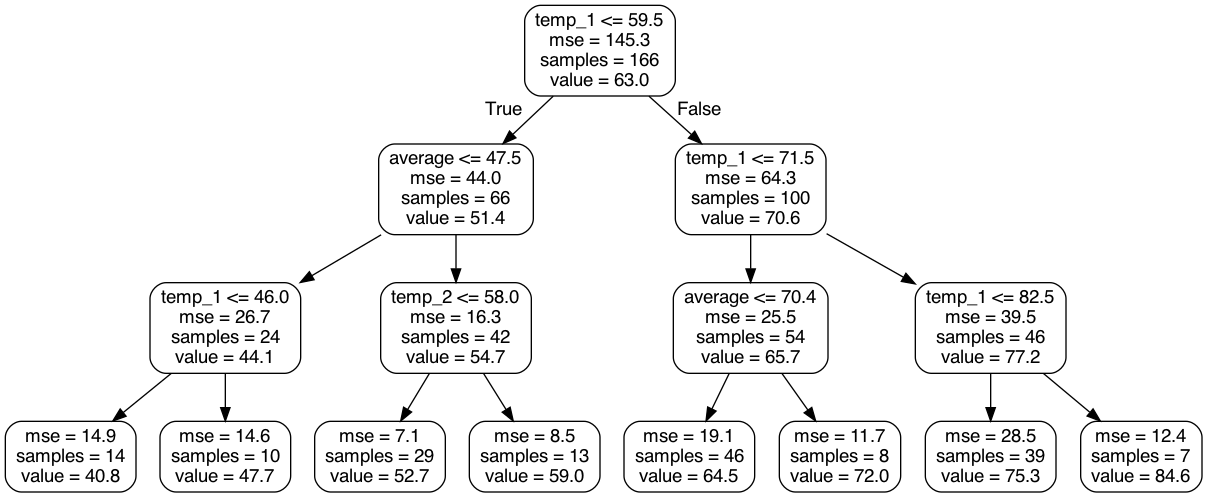 temp_1 <= 59.5
mse = 145.3
samples = 166
value = 63.0
True
False
average <= 47.5
mse = 44.0
samples = 66
value = 51.4
temp_1 <= 71.5
mse = 64.3
samples = 100
value = 70.6
temp_1 <= 46.0
mse = 26.7
samples = 24
value = 44.1
temp_2 <= 58.0
mse = 16.3
samples = 42
value = 54.7
average <= 70.4
mse = 25.5
samples = 54
value = 65.7
temp_1 <= 82.5
mse = 39.5
samples = 46
value = 77.2
mse = 14.9
samples = 14
value = 40.8
mse = 14.6
samples = 10
value = 47.7
mse = 7.1
samples = 29
value = 52.7
mse = 8.5
samples = 13
value = 59.0
mse = 19.1
samples = 46
value = 64.5
mse = 11.7
samples = 8
value = 72.0
mse = 28.5
samples = 39
value = 75.3
mse = 12.4
samples = 7
value = 84.6